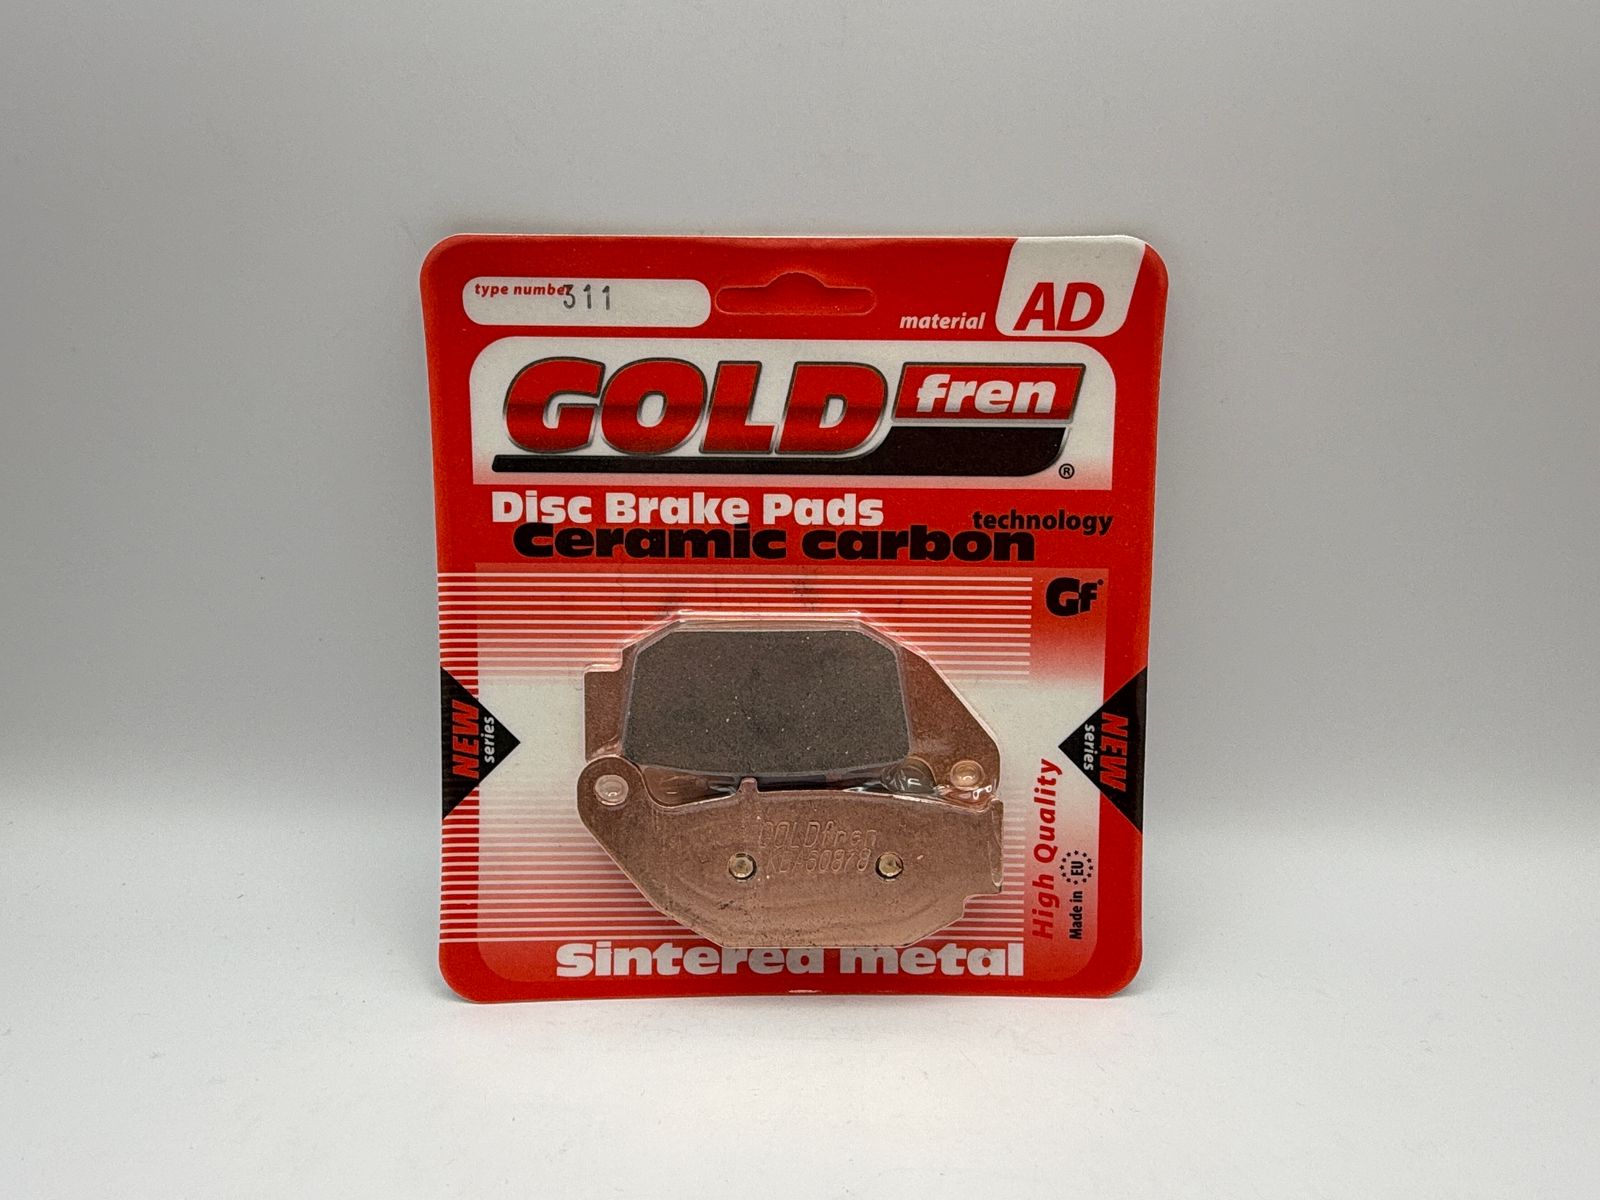 type number 311
material AD
GOLD fren
®
Disc Brake Pads
technology
Ceramic carbon
Gf
NEW
series
NEW
series
High Quality
Made in EU
GOLDfren
Sintered metal